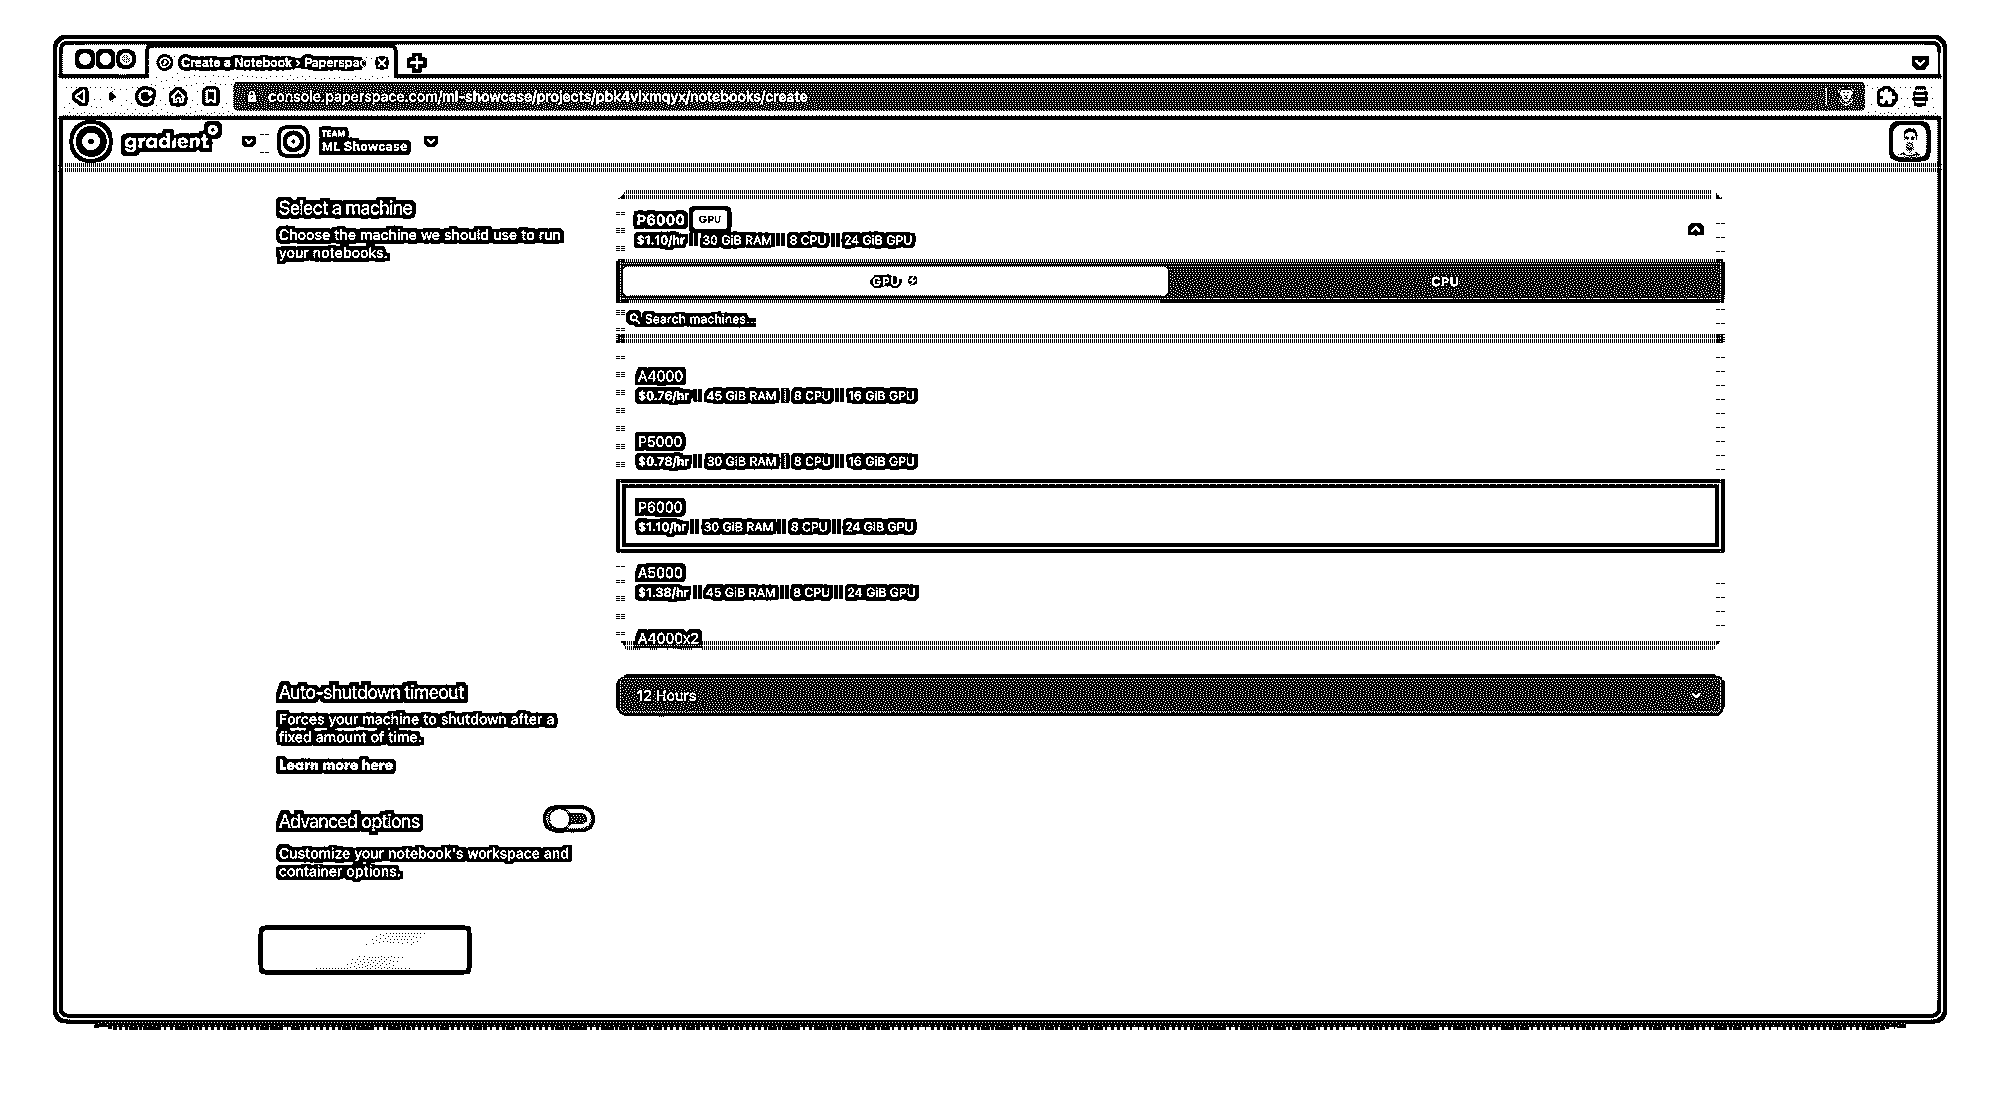 Create a Notebook › Paperspac
console.paperspace.com/ml-showcase/projects/pbk4vlxmqyx/notebooks/create
gradient
TEAM
ML Showcase
Select a machine
Choose the machine we should use to run
your notebooks.
P6000 GPU
$1.10/hr 30 GiB RAM 8 CPU 24 GiB GPU
GPU CPU
Search machines...
A4000
$0.76/hr 45 GiB RAM 8 CPU 16 GiB GPU
P5000
$0.78/hr 30 GiB RAM 8 CPU 16 GiB GPU
P6000
$1.10/hr 30 GiB RAM 8 CPU 24 GiB GPU
A5000
$1.38/hr 45 GiB RAM 8 CPU 24 GiB GPU
A4000x2
Auto-shutdown timeout
Forces your machine to shutdown after a
fixed amount of time.
Learn more here
12 Hours
Advanced options
Customize your notebook's workspace and
container options.